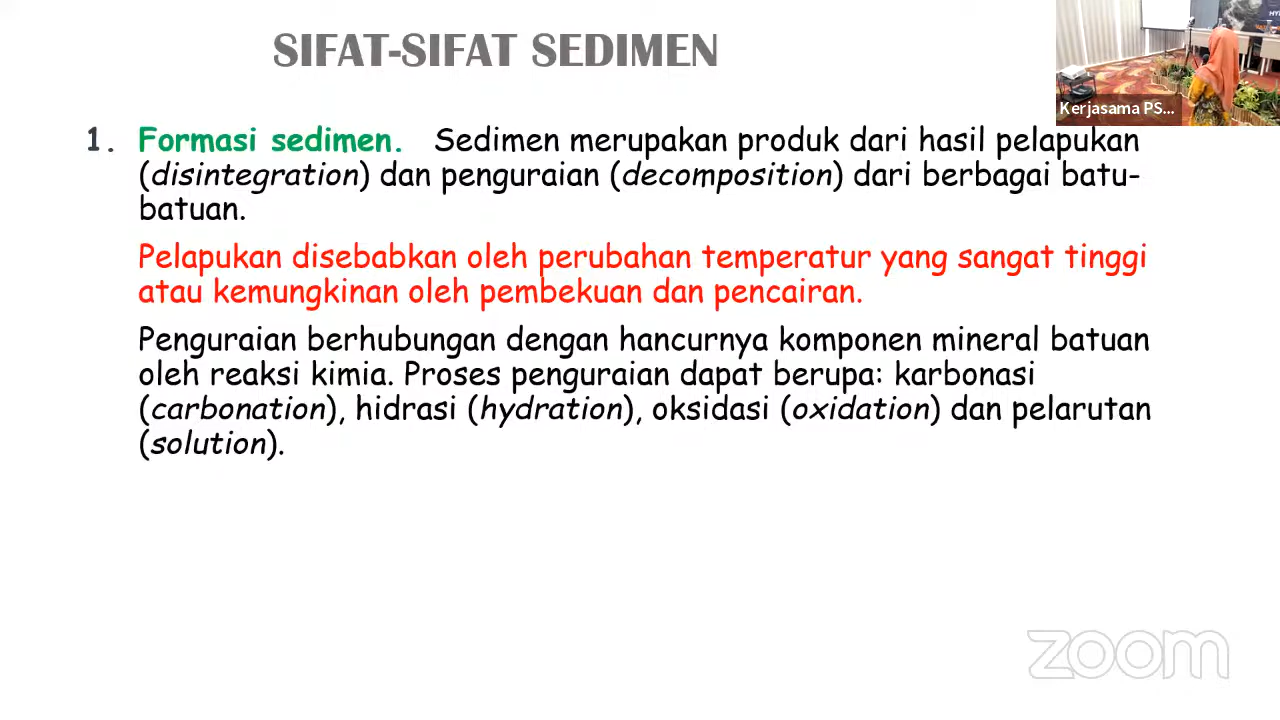 SIFAT-SIFAT SEDIMEN
Kerjasama PS...
1. Formasi sedimen. Sedimen merupakan produk dari hasil pelapukan
(disintegration) dan penguraian (decomposition) dari berbagai batu-
batuan.
Pelapukan disebabkan oleh perubahan temperatur yang sangat tinggi
atau kemungkinan oleh pembekuan dan pencairan.
Penguraian berhubungan dengan hancurnya komponen mineral batuan
oleh reaksi kimia. Proses penguraian dapat berupa: karbonasi
(carbonation), hidrasi (hydration), oksidasi (oxidation) dan pelarutan
(solution).
zoom